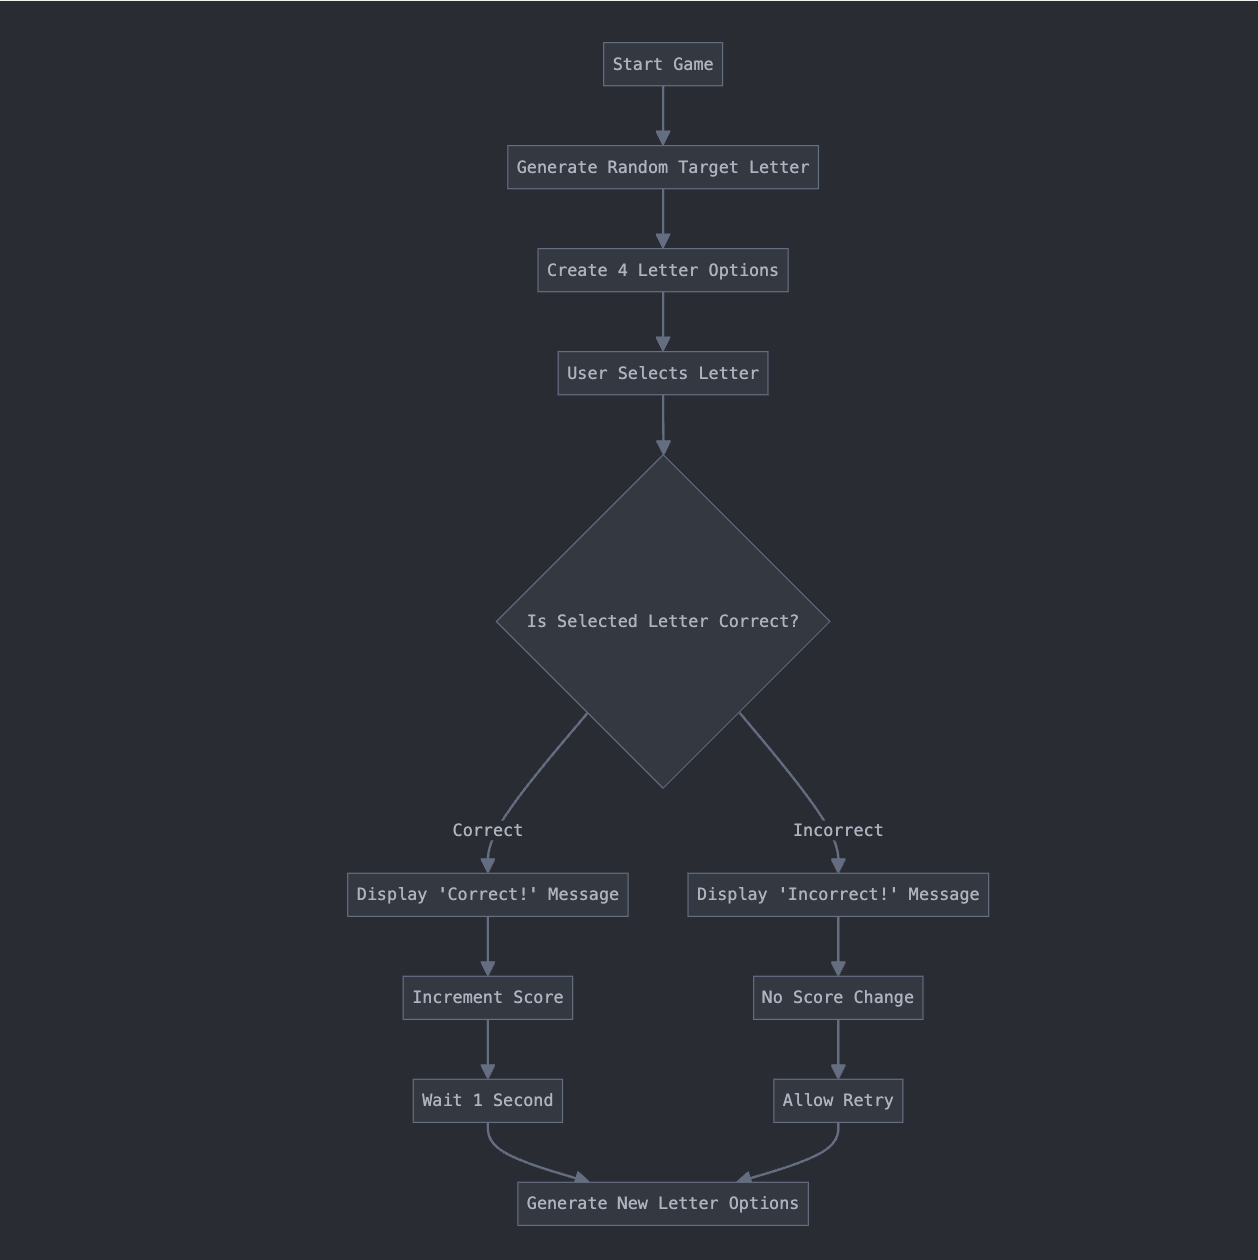 Start Game
Generate Random Target Letter
Create 4 Letter Options
User Selects Letter
Is Selected Letter Correct?
Correct
Incorrect
Display 'Correct!' Message
Display 'Incorrect!' Message
Increment Score
No Score Change
Wait 1 Second
Allow Retry
Generate New Letter Options